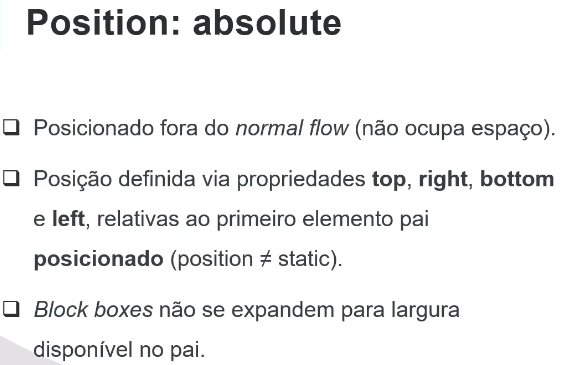 Position: absolute
❑ Posicionado fora do normal flow (não ocupa espaço).
❑ Posição definida via propriedades top, right, bottom
e left, relativas ao primeiro elemento pai
posicionado (position ≠ static).
❑ Block boxes não se expandem para largura
disponível no pai.